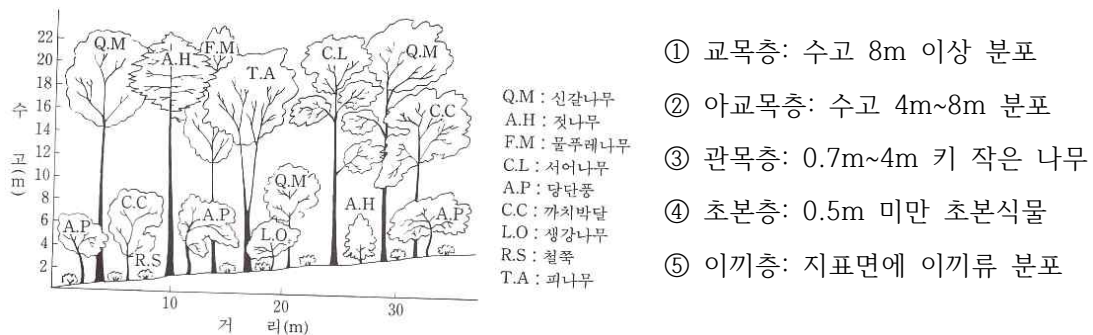 22
20
18
16
14
12
10
8
6
4
2
수
고
(m)
Q.M
A.H
F.M
T.A
C.L
Q.M
C.C
Q.M
A.P
C.C
R.S
A.P
L.O
A.H
A.P
10
20
30
거 리(m)
Q.M : 신갈나무
A.H : 젓나무
F.M : 물푸레나무
C.L : 서어나무
A.P : 당단풍
C.C : 까치박달
L.O : 생강나무
R.S : 철쭉
T.A : 피나무
① 교목층: 수고 8m 이상 분포
② 아교목층: 수고 4m~8m 분포
③ 관목층: 0.7m~4m 키 작은 나무
④ 초본층: 0.5m 미만 초본식물
⑤ 이끼층: 지표면에 이끼류 분포